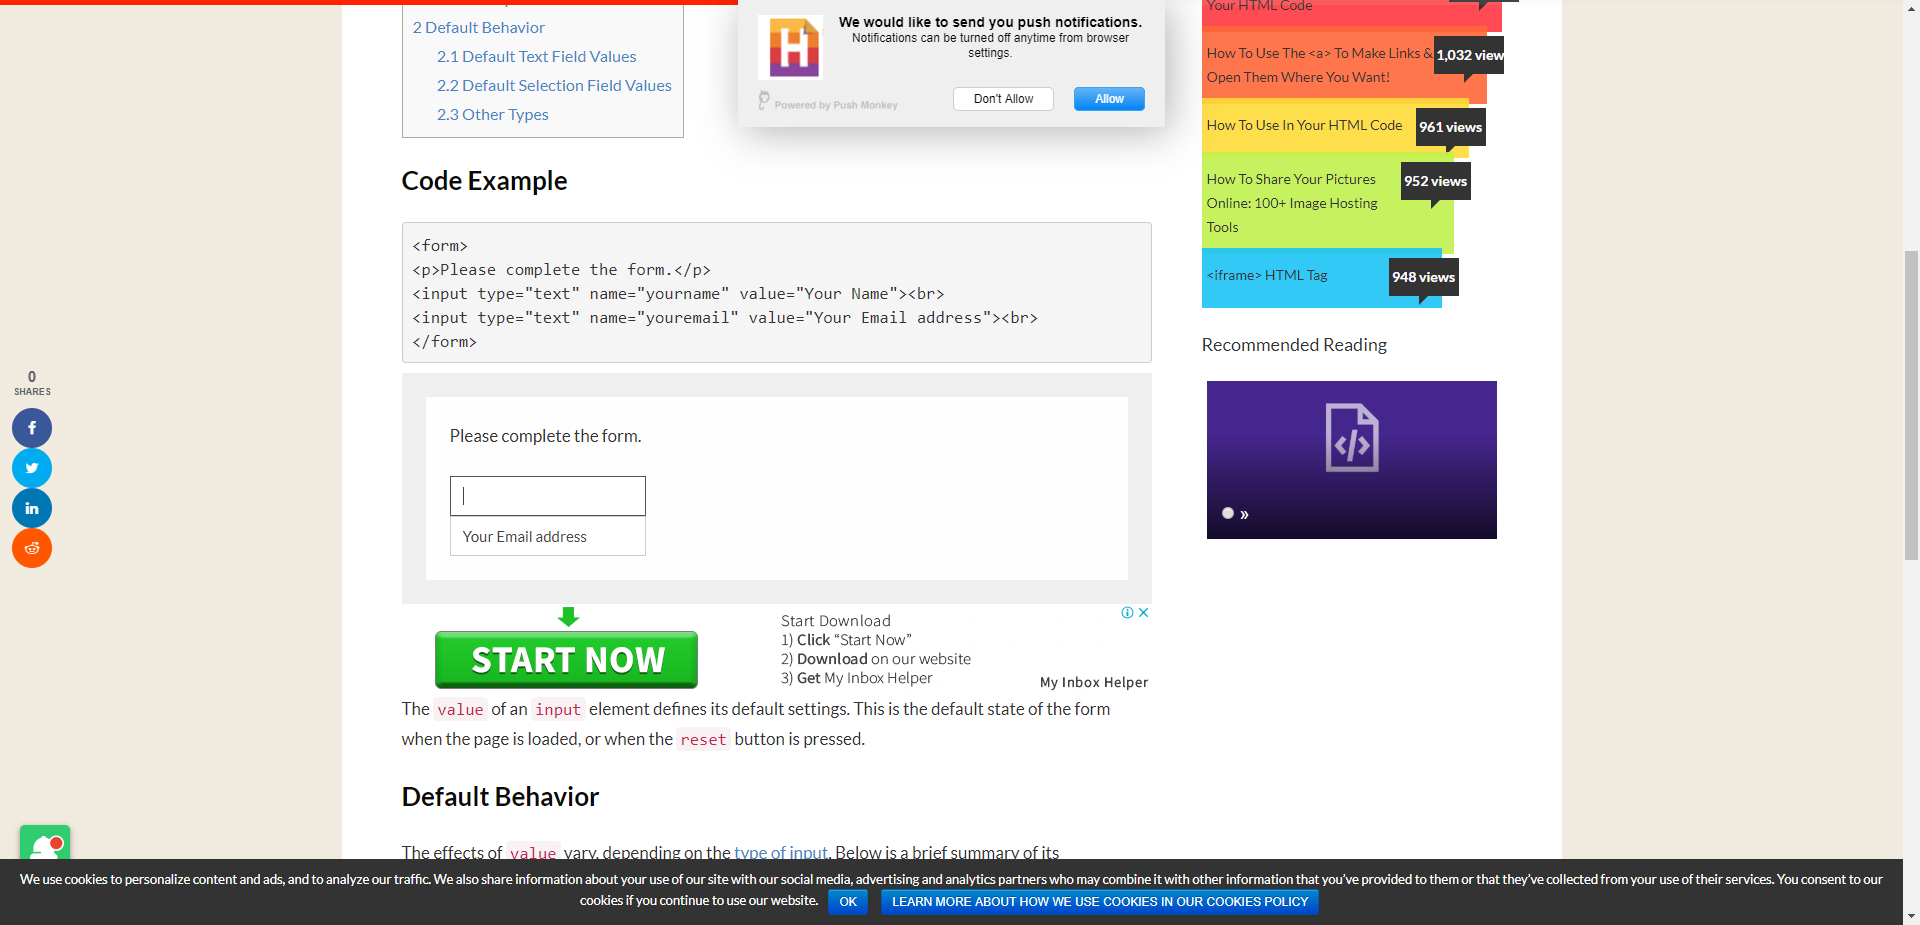 2 Default Behavior
2.1 Default Text Field Values
2.2 Default Selection Field Values
2.3 Other Types
We would like to send you push notifications.
Notifications can be turned off anytime from browser
settings.
Powered by Push Monkey
Don't Allow
Allow
Code Example
<form>
<p>Please complete the form.</p>
<input type="text" name="yourname" value="Your Name"><br>
<input type="text" name="youremail" value="Your Email address"><br>
</form>
Please complete the form.
Your Email address
START NOW
Start Download
1) Click “Start Now”
2) Download on our website
3) Get My Inbox Helper
My Inbox Helper
The value of an input element defines its default settings. This is the default state of the form
when the page is loaded, or when the reset button is pressed.
Default Behavior
The effects of value vary, depending on the type of input. Below is a brief summary of its
Your HTML Code
How To Use The <a> To Make Links &
Open Them Where You Want!
1,032 view
How To Use In Your HTML Code
961 views
How To Share Your Pictures
Online: 100+ Image Hosting
Tools
952 views
<iframe> HTML Tag
948 views
Recommended Reading
</>
»
0
SHARES
We use cookies to personalize content and ads, and to analyze our traffic. We also share information about your use of our site with our social media, advertising and analytics partners who may combine it with other information that you’ve provided to them or that they’ve collected from your use of their services. You consent to our
cookies if you continue to use our website. OK LEARN MORE ABOUT HOW WE USE COOKIES IN OUR COOKIES POLICY